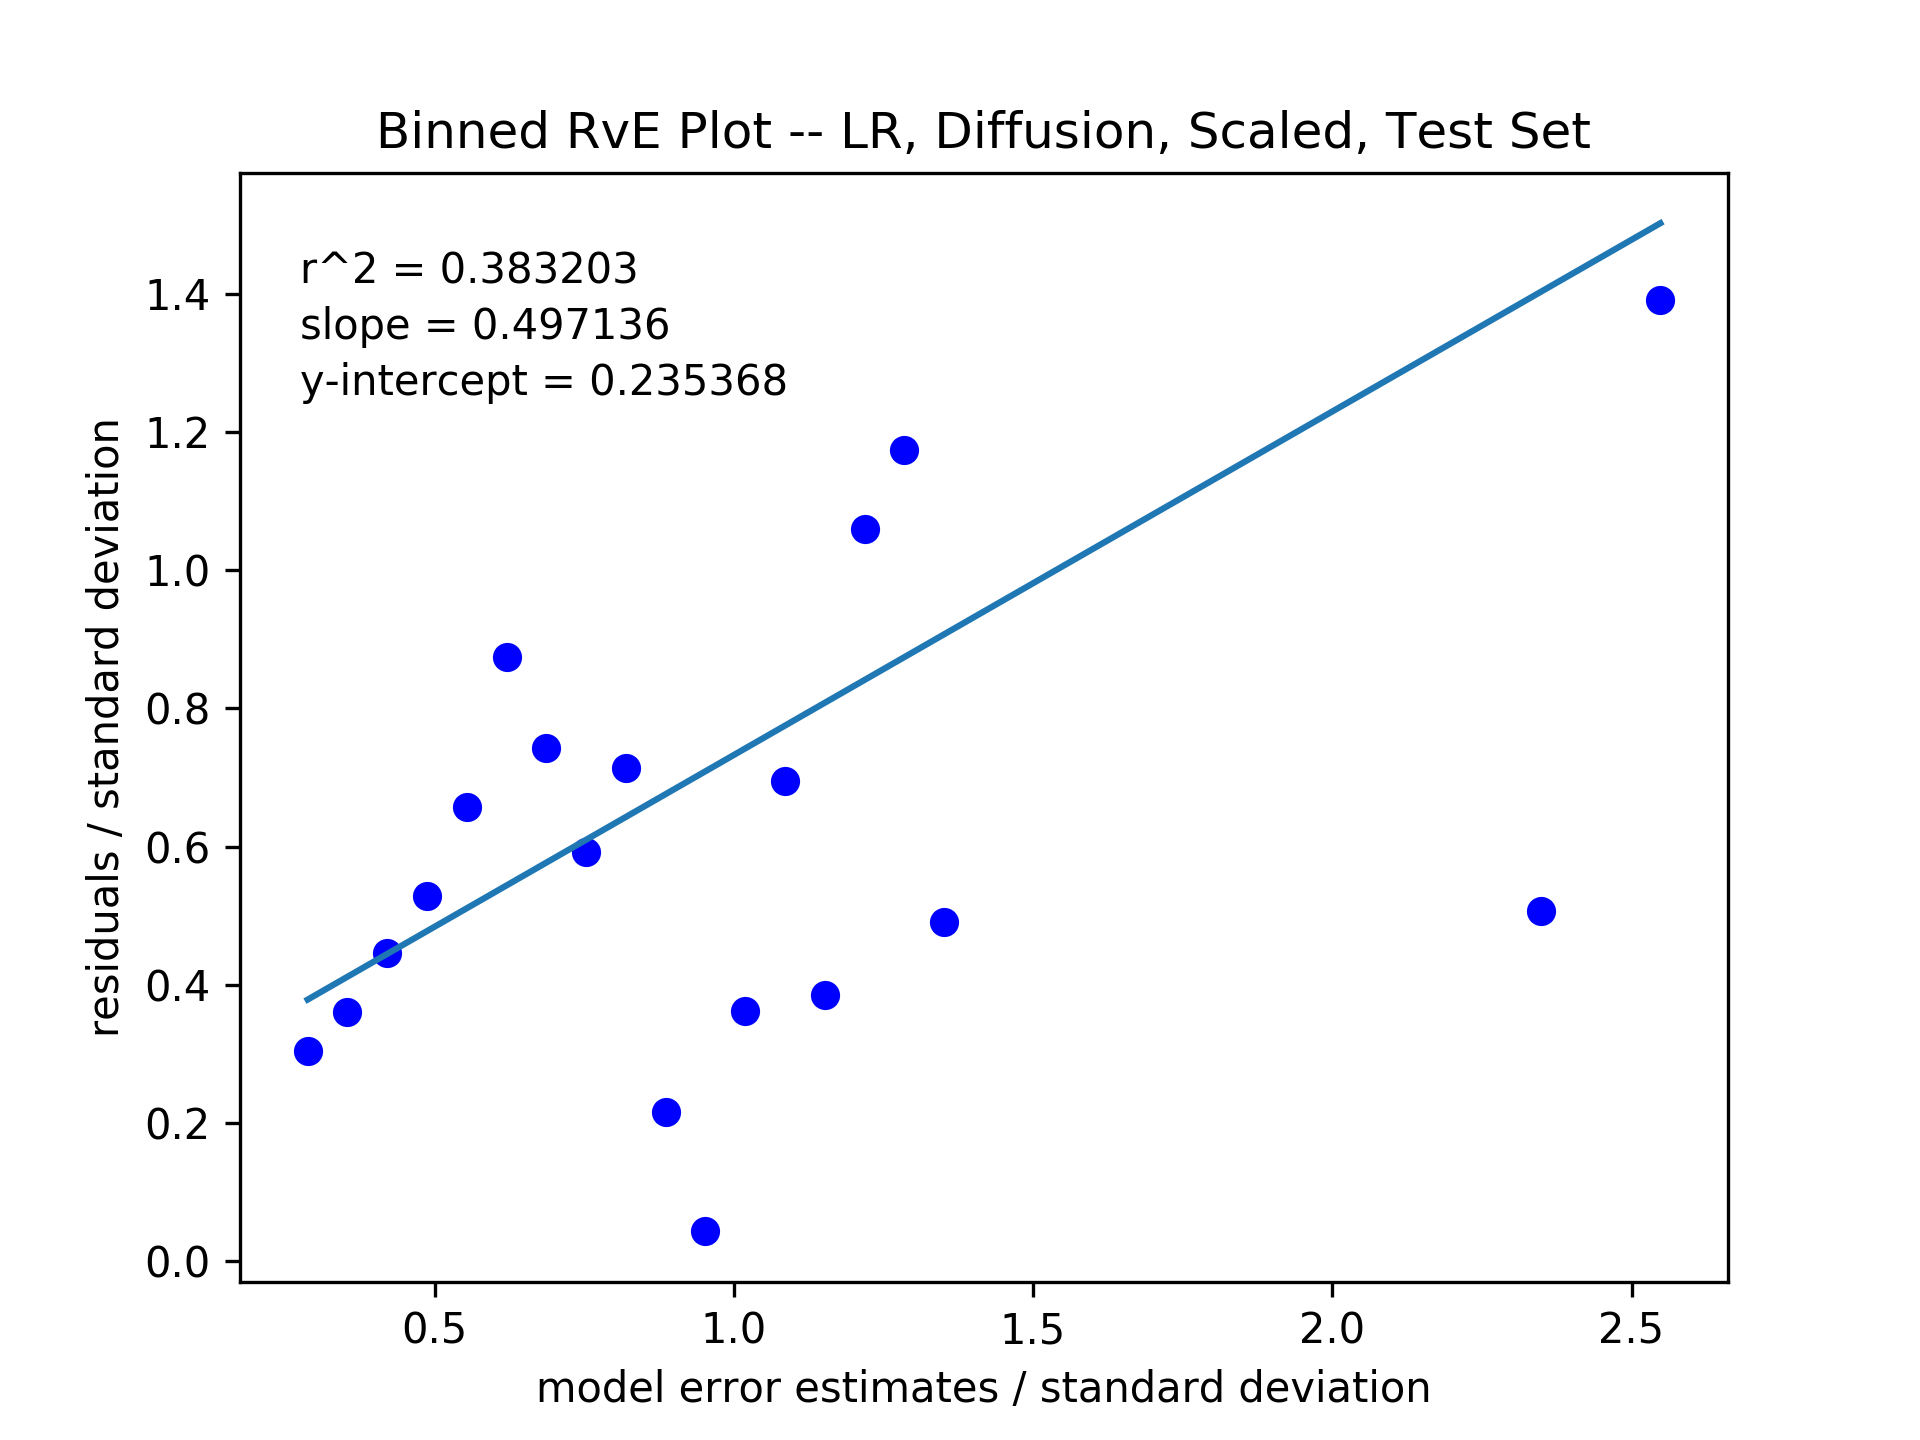 Binned RvE Plot -- LR, Diffusion, Scaled, Test Set
r^2 = 0.383203
slope = 0.497136
y-intercept = 0.235368
residuals / standard deviation
1.4
1.2
1.0
0.8
0.6
0.4
0.2
0.0
0.5 1.0 1.5 2.0 2.5
model error estimates / standard deviation